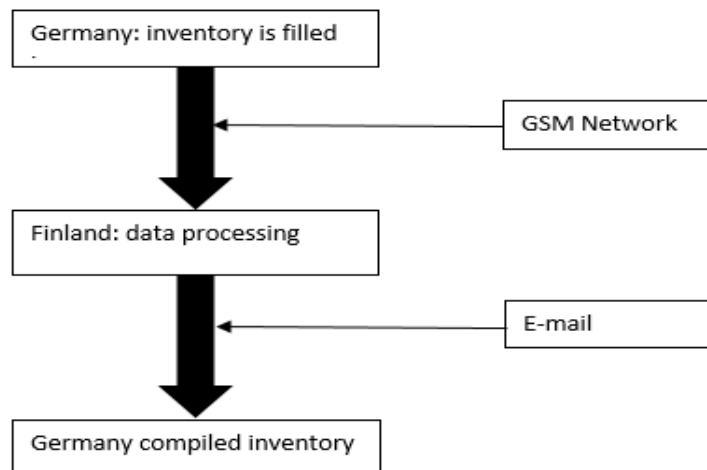 Germany: inventory is filled
.
GSM Network
Finland: data processing
E-mail
Germany compiled inventory